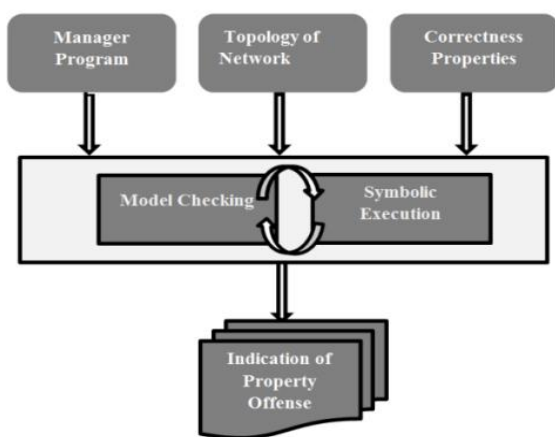 Manager
Program
Topology of
Network
Correctness
Properties
Model Checking
Symbolic
Execution
Indication of
Property
Offense